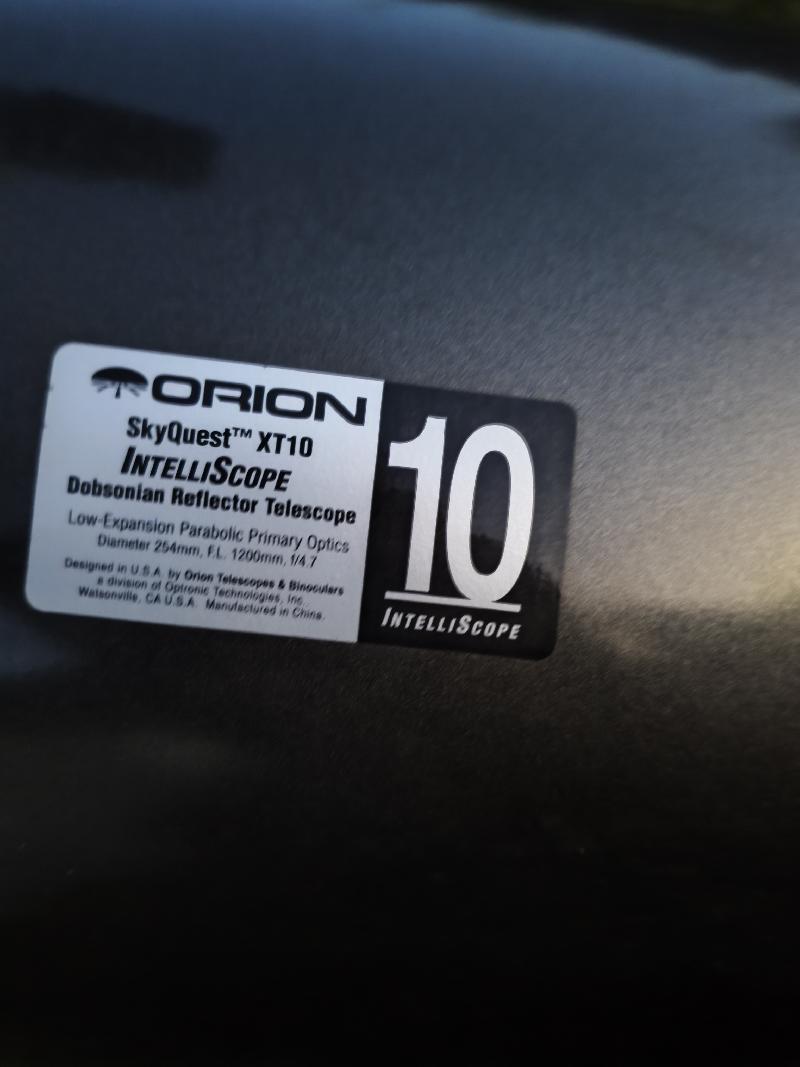 ORION
SkyQuest™ XT10
INTELLISCOPE
Dobsonian Reflector Telescope
Low-Expansion Parabolic Primary Optics
Diameter 254mm, F.L. 1200mm, f/4.7
Designed in U.S.A. by Orion Telescopes & Binoculars
a division of Optronic Technologies, Inc.
Watsonville, CA U.S.A. Manufactured in China.
10
INTELLISCOPE